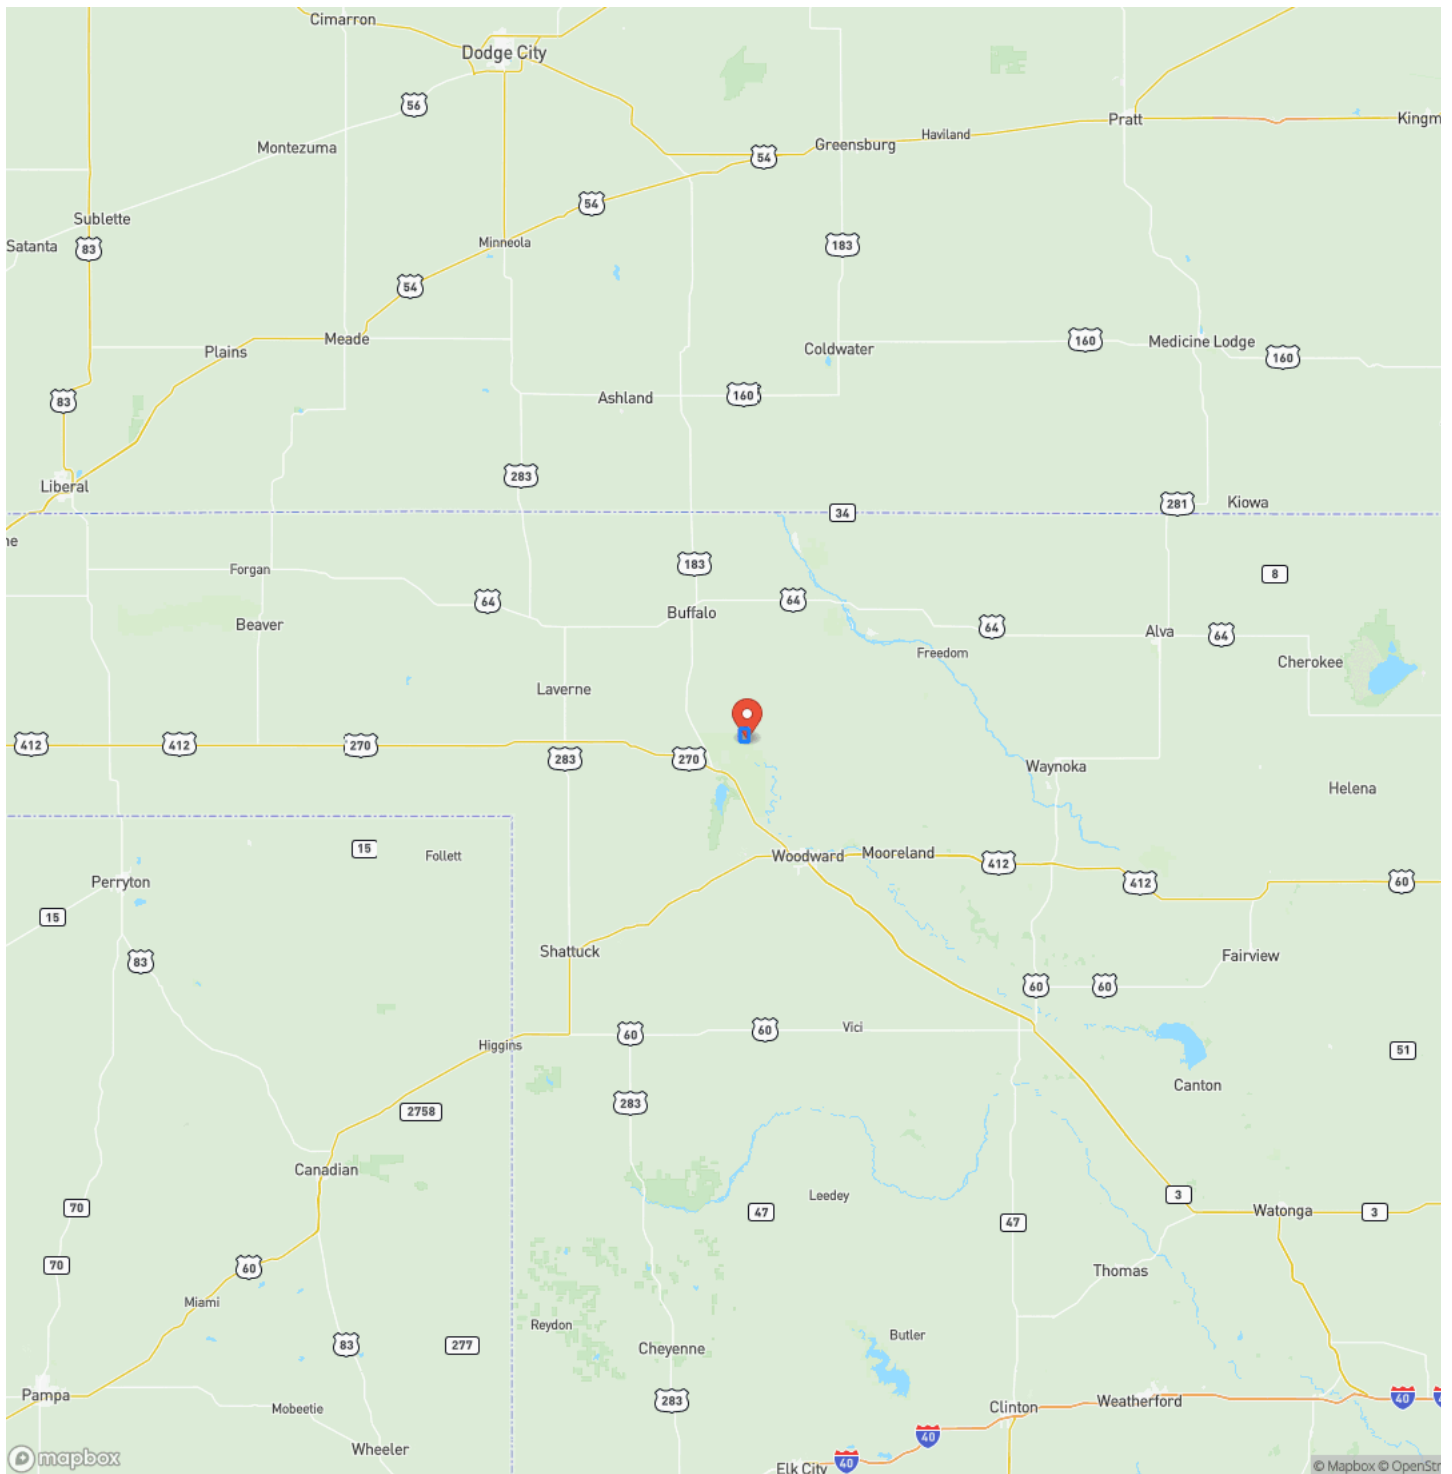 Cimarron
Dodge City
56
Pratt
Kingm
Haviland
Montezuma
Greensburg
54
54
Sublette
Satanta
83
Minneola
183
54
Meade
Plains
Coldwater
160
Medicine Lodge
160
83
Ashland
160
283
Liberal
281
Kiowa
34
ne
183
Forgan
8
64
64
Buffalo
Beaver
64
Alva
64
Freedom
Cherokee
Laverne
412
412
270
283
270
Waynoka
Helena
15
Follett
Woodward
Mooreland
412
412
60
Perryton
15
83
Shattuck
Fairview
60
60
Higgins
60
60
Vici
51
Canton
283
2758
Canadian
Leedey
3
70
47
47
Watonga
3
70
60
Thomas
Miami
Reydon
83
277
Butler
Cheyenne
Pampa
283
Mobeetie
Clinton
Weatherford
40
4
40
Wheeler
mapbox
40
Elk City
© Mapbox © OpenStr